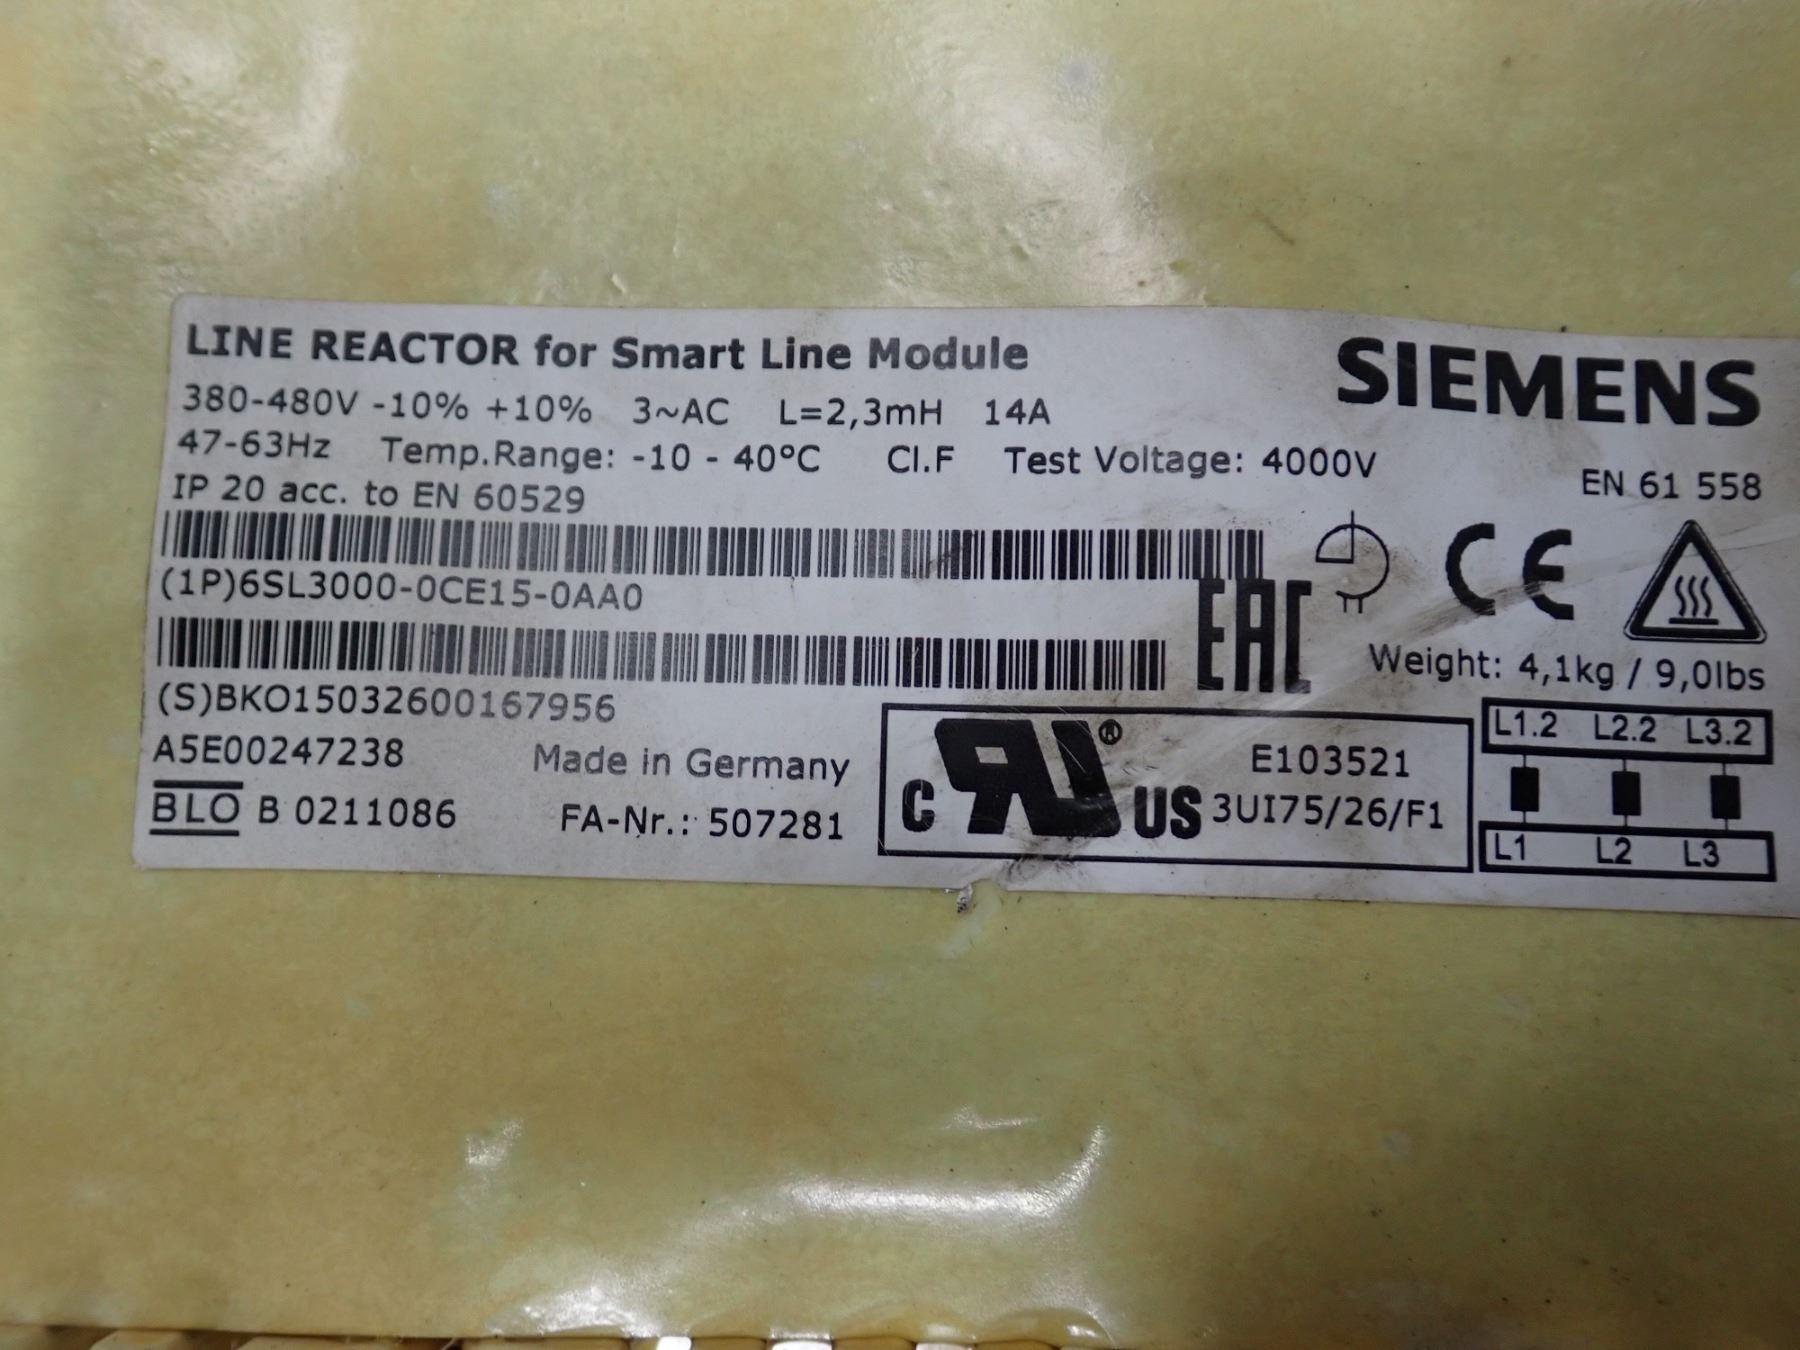 LINE REACTOR for Smart Line Module
SIEMENS
380-480V -10% +10% 3~AC L=2,3mH 14A
47-63Hz Temp.Range: -10 - 40°C Cl.F Test Voltage: 4000V
EN 61 558
IP 20 acc. to EN 60529
CE
(1P)6SL3000-0CE15-0AA0
EAC
Weight: 4,1kg / 9,0lbs
(S)BKO15032600167956
A5E00247238 Made in Germany
BLO B 0211086 FA-Nr.: 507281
c RU ® US
E103521
3UI75/26/F1
L1.2 L2.2 L3.2
L1 L2 L3